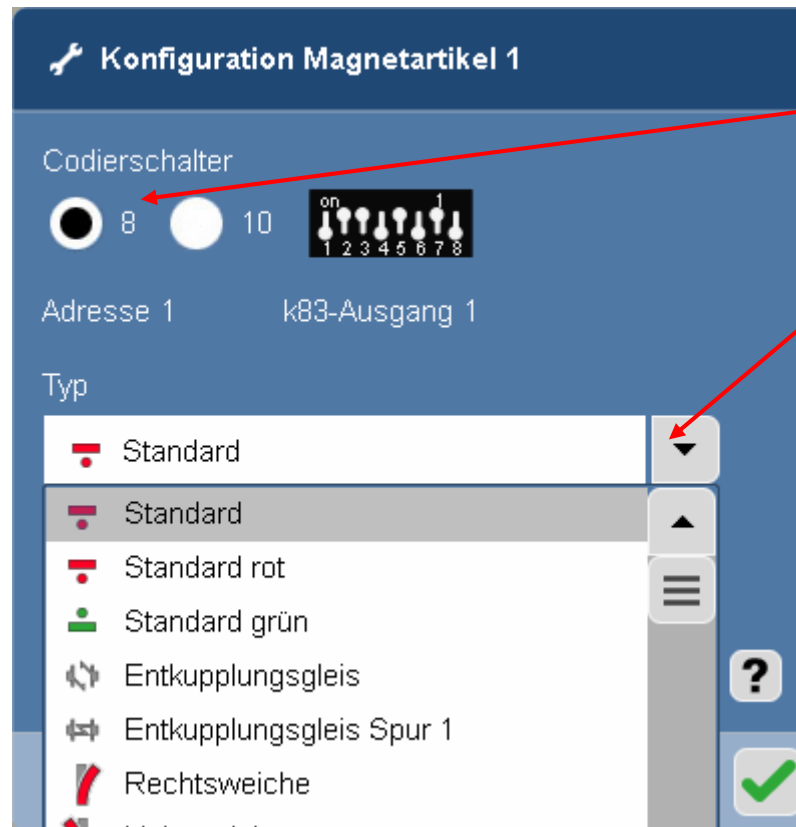 Konfiguration Magnetartikel 1
Codierschalter
8 10
on 1
1 2 3 4 5 6 7 8
Adresse 1 k83-Ausgang 1
Typ
Standard
Standard
Standard rot
Standard grün
Entkupplungsgleis
Entkupplungsgleis Spur 1
?
Rechtsweiche